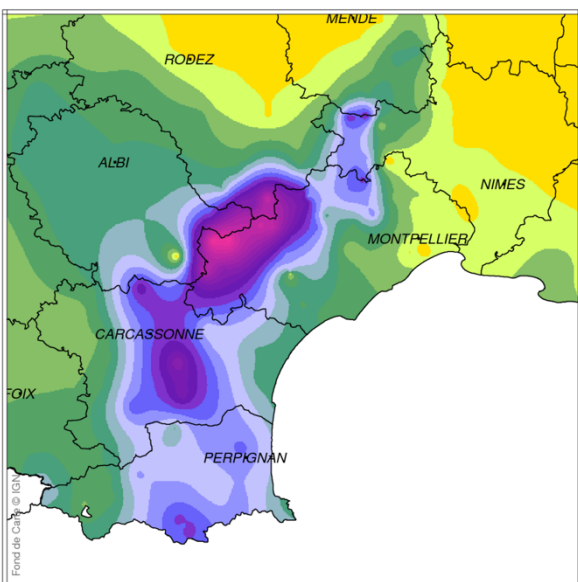 MENDE
RODEZ
ALBI
NIMES
MONTPELLIER
CARCASSONNE
FOIX
PERPIGNAN
Fond de Carte © IGN